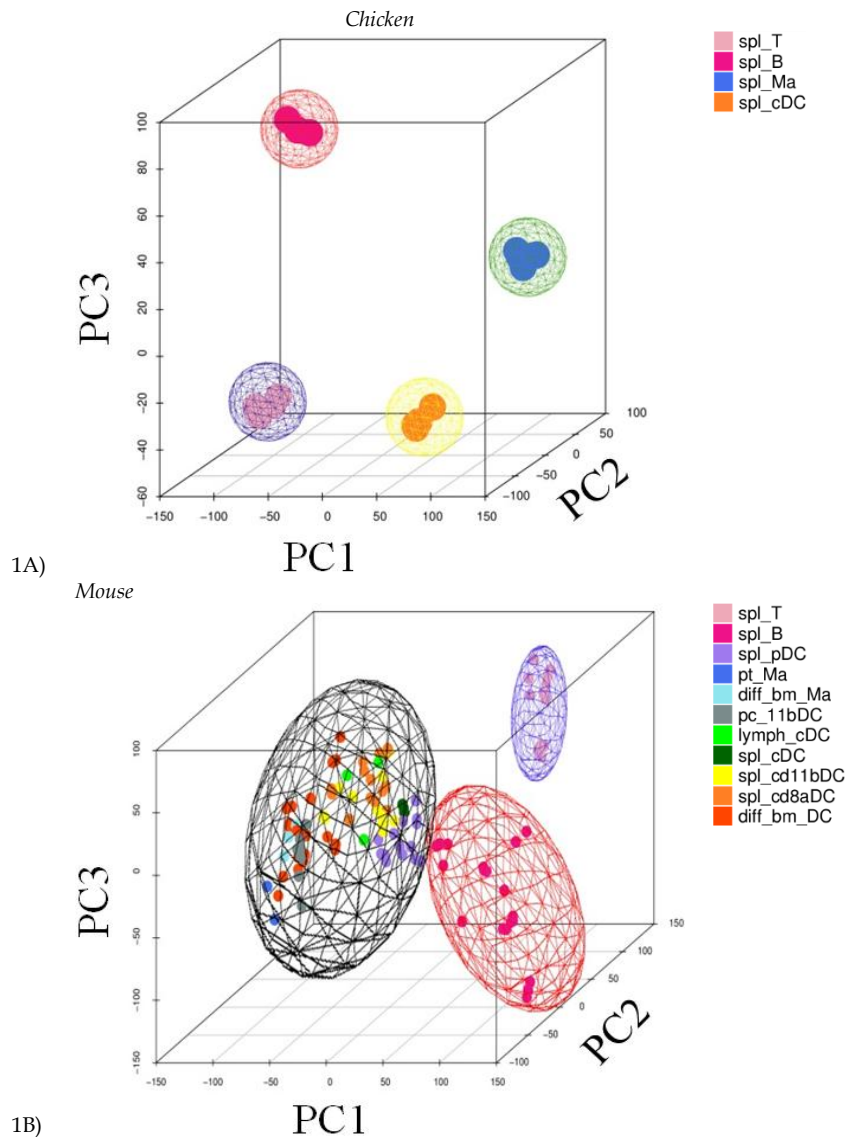 Chicken
spl_T
spl_B
spl_Ma
spl_cDC
100
80
60
40
20
0
−20
−40
−60
PC3
−150 −100 −50 0 50 100 150
PC1
100
50
0
−50
−100
PC2
1A)
Mouse
spl_T
spl_B
spl_pDC
pt_Ma
diff_bm_Ma
pc_11bDC
lymph_cDC
spl_cDC
spl_cd11bDC
spl_cd8aDC
diff_bm_DC
100
50
0
−50
−100
−150
PC3
−150 −100 −50 0 50 100 150
PC1
150
100
50
0
−50
−100
PC2
1B)